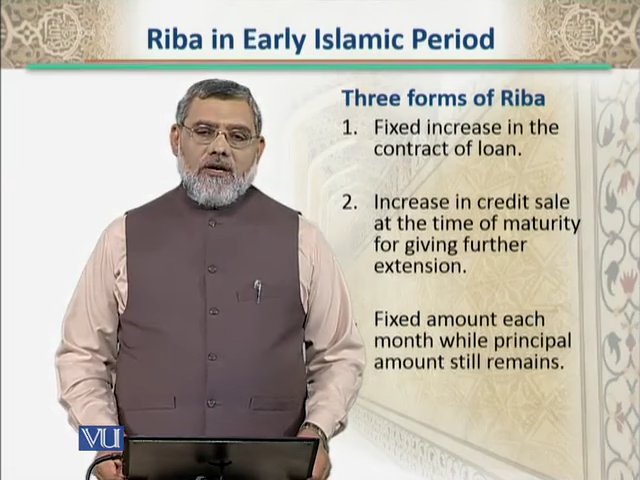 Riba in Early Islamic Period
Three forms of Riba
1. Fixed increase in the
contract of loan.
2. Increase in credit sale
at the time of maturity
for giving further
extension.
Fixed amount each
month while principal
amount still remains.
VU